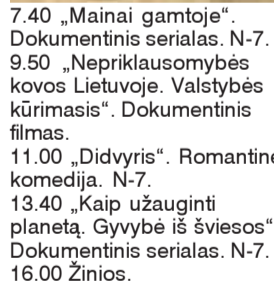 7.40 „Mainai gamtoje“.
Dokumentinis serialas. N-7.
9.50 „Nepriklausomybės
kovos Lietuvoje. Valstybės
kūrimasis“. Dokumentinis
filmas.
11.00 „Didvyris“. Romantinė
komedija. N-7.
13.40 „Kaip užauginti
planetą. Gyvybė iš šviesos“
Dokumentinis serialas. N-7.
16.00 Žinios.